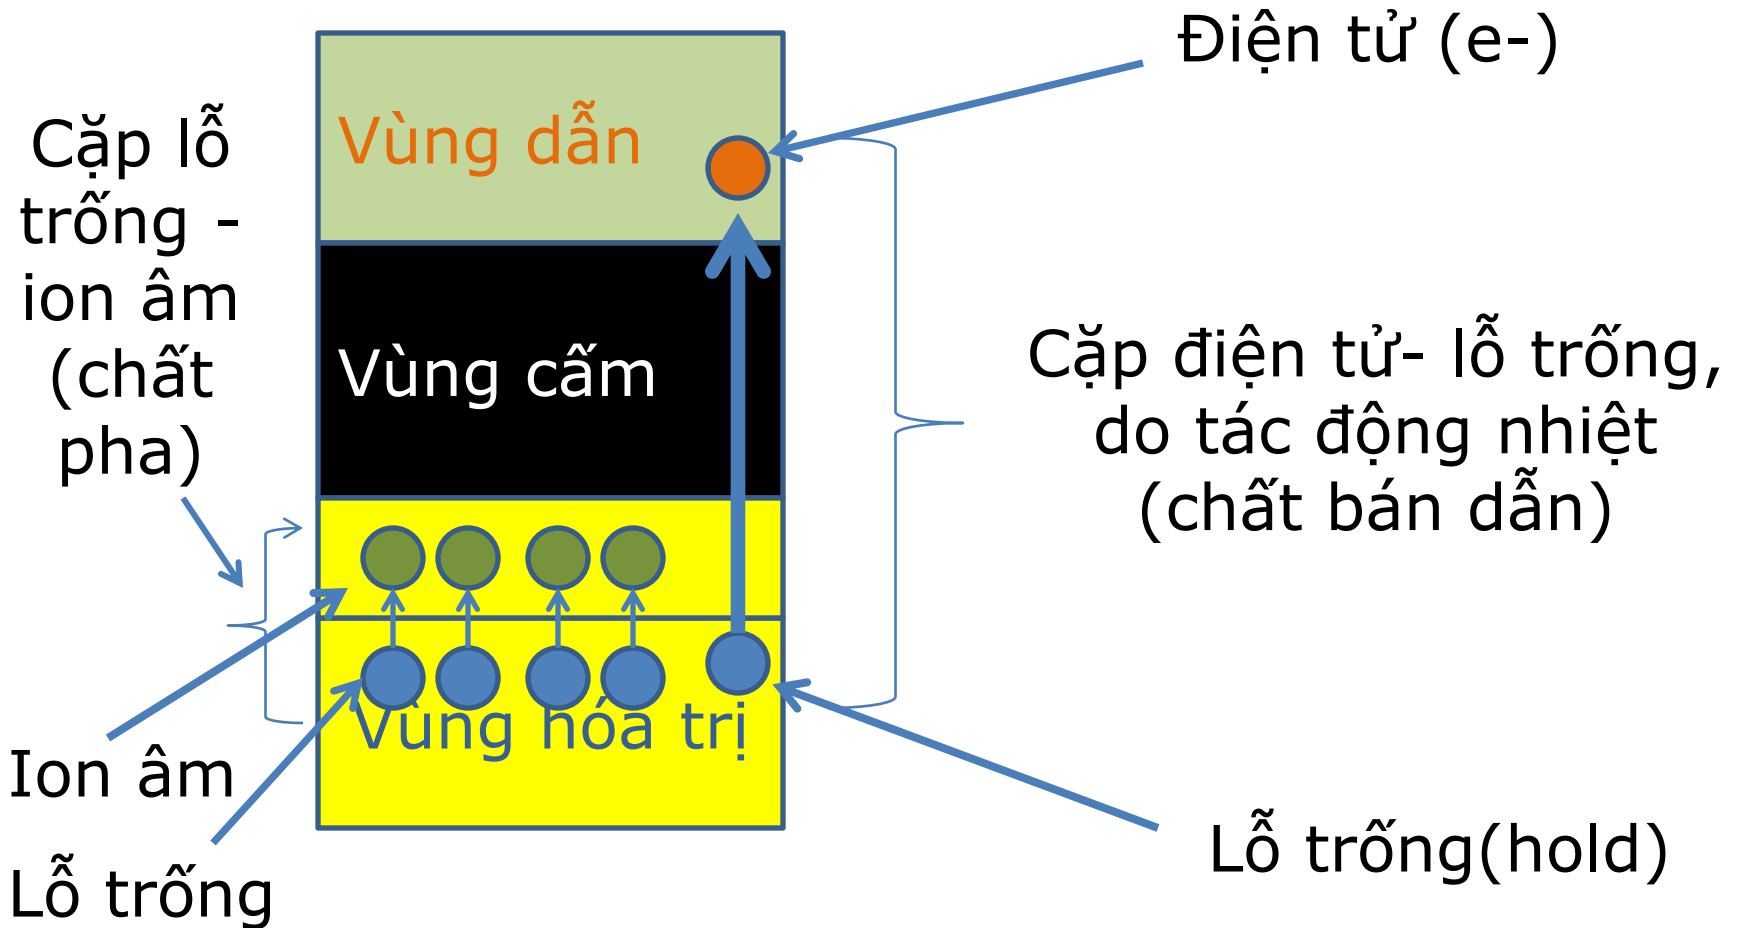 Điện tử (e-)
Cặp lỗ
trống -
ion âm
(chất
pha)
Vùng dẫn
Vùng cấm
Cặp điện tử- lỗ trống,
do tác động nhiệt
(chất bán dẫn)
Vùng hóa trị
Ion âm
Lỗ trống
Lỗ trống(hold)